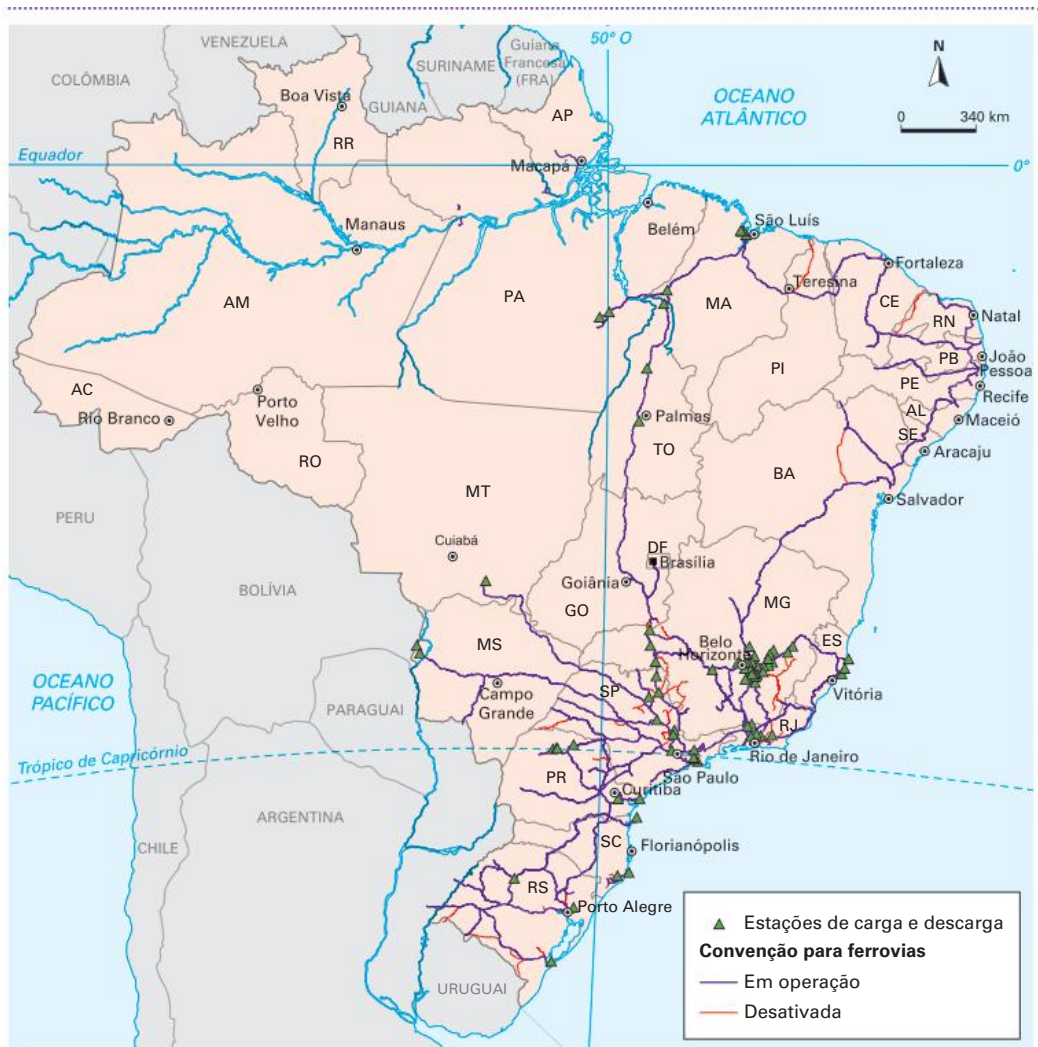 VENEZUELA
COLÔMBIA
SURINAME
Guiana
Francesa
(FRA)
GUIANA
50° O
N
0
340 km
OCEANO
ATLÂNTICO
Boa Vista
RR
AP
Equador
0°
Macapá
Manaus
Belém
São Luís
Fortaleza
Teresina
AM
PA
MA
CE
RN
Natal
PB
João
Pessoa
PI
PE
Recife
AC
Rio Branco
Porto
Velho
AL
Maceió
SE
Aracaju
Palmas
TO
RO
BA
MT
Salvador
PERU
Cuiabá
DF
Brasília
BOLÍVIA
Goiânia
GO
MG
ES
MS
Belo
Horizonte
OCEANO
PACÍFICO
Campo
Grande
SP
Vitória
PARAGUAI
RJ
Rio de Janeiro
Trópico de Capricórnio
São Paulo
PR
Curitiba
ARGENTINA
CHILE
SC
Florianópolis
RS
Porto Alegre
URUGUAI
Estações de carga e descarga
Convenção para ferrovias
Em operação
Desativada